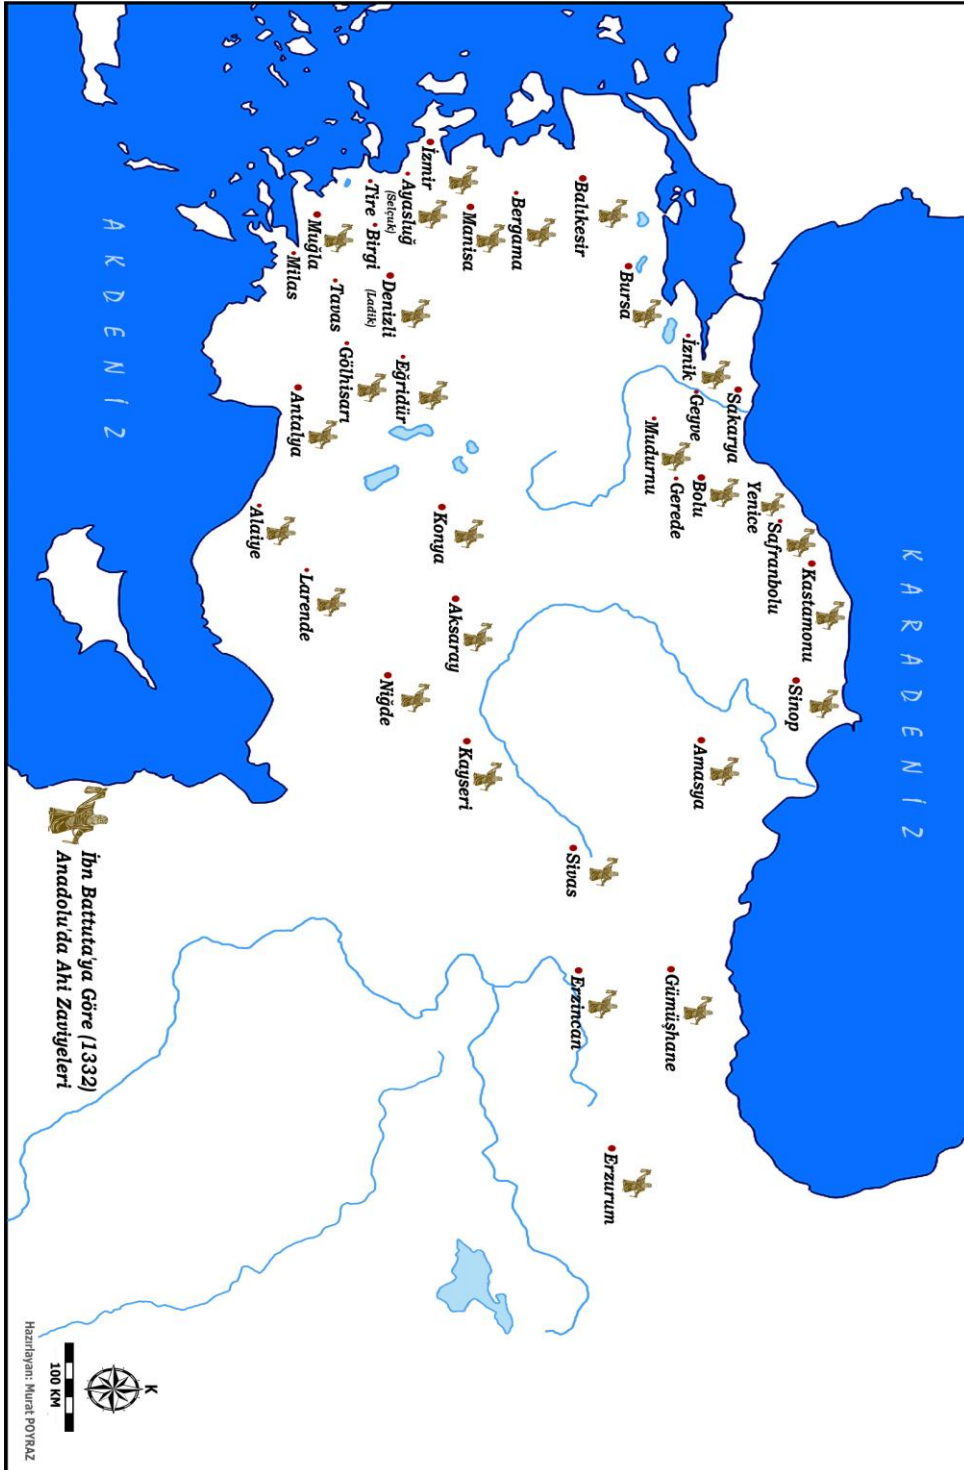 KARADENİZ
Sinop
Kastamonu
Safranbolu
Yenice
Sakarya
Bolu
Geyve
Gerede
Amasya
İznik
Mudurnu
Gümüşhane
Bursa
Erzurum
Balıkesir
Erzincan
Sivas
Bergama
Manisa
Kayseri
Aksaray
Konya
İzmir
Ayasluğ
(Selçuk)
Eğridür
Denizli
(Ladik)
Niğde
Tire
Birgi
Gölhisarı
Tavas
Muğla
Larende
Antalya
Milas
Alaiye
AKDENİZ
İbn Battuta'ya Göre (1332)
Anadolu'da Ahi Zaviyeleri
K
100 KM
Hazırlayan: Murat POYRAZ